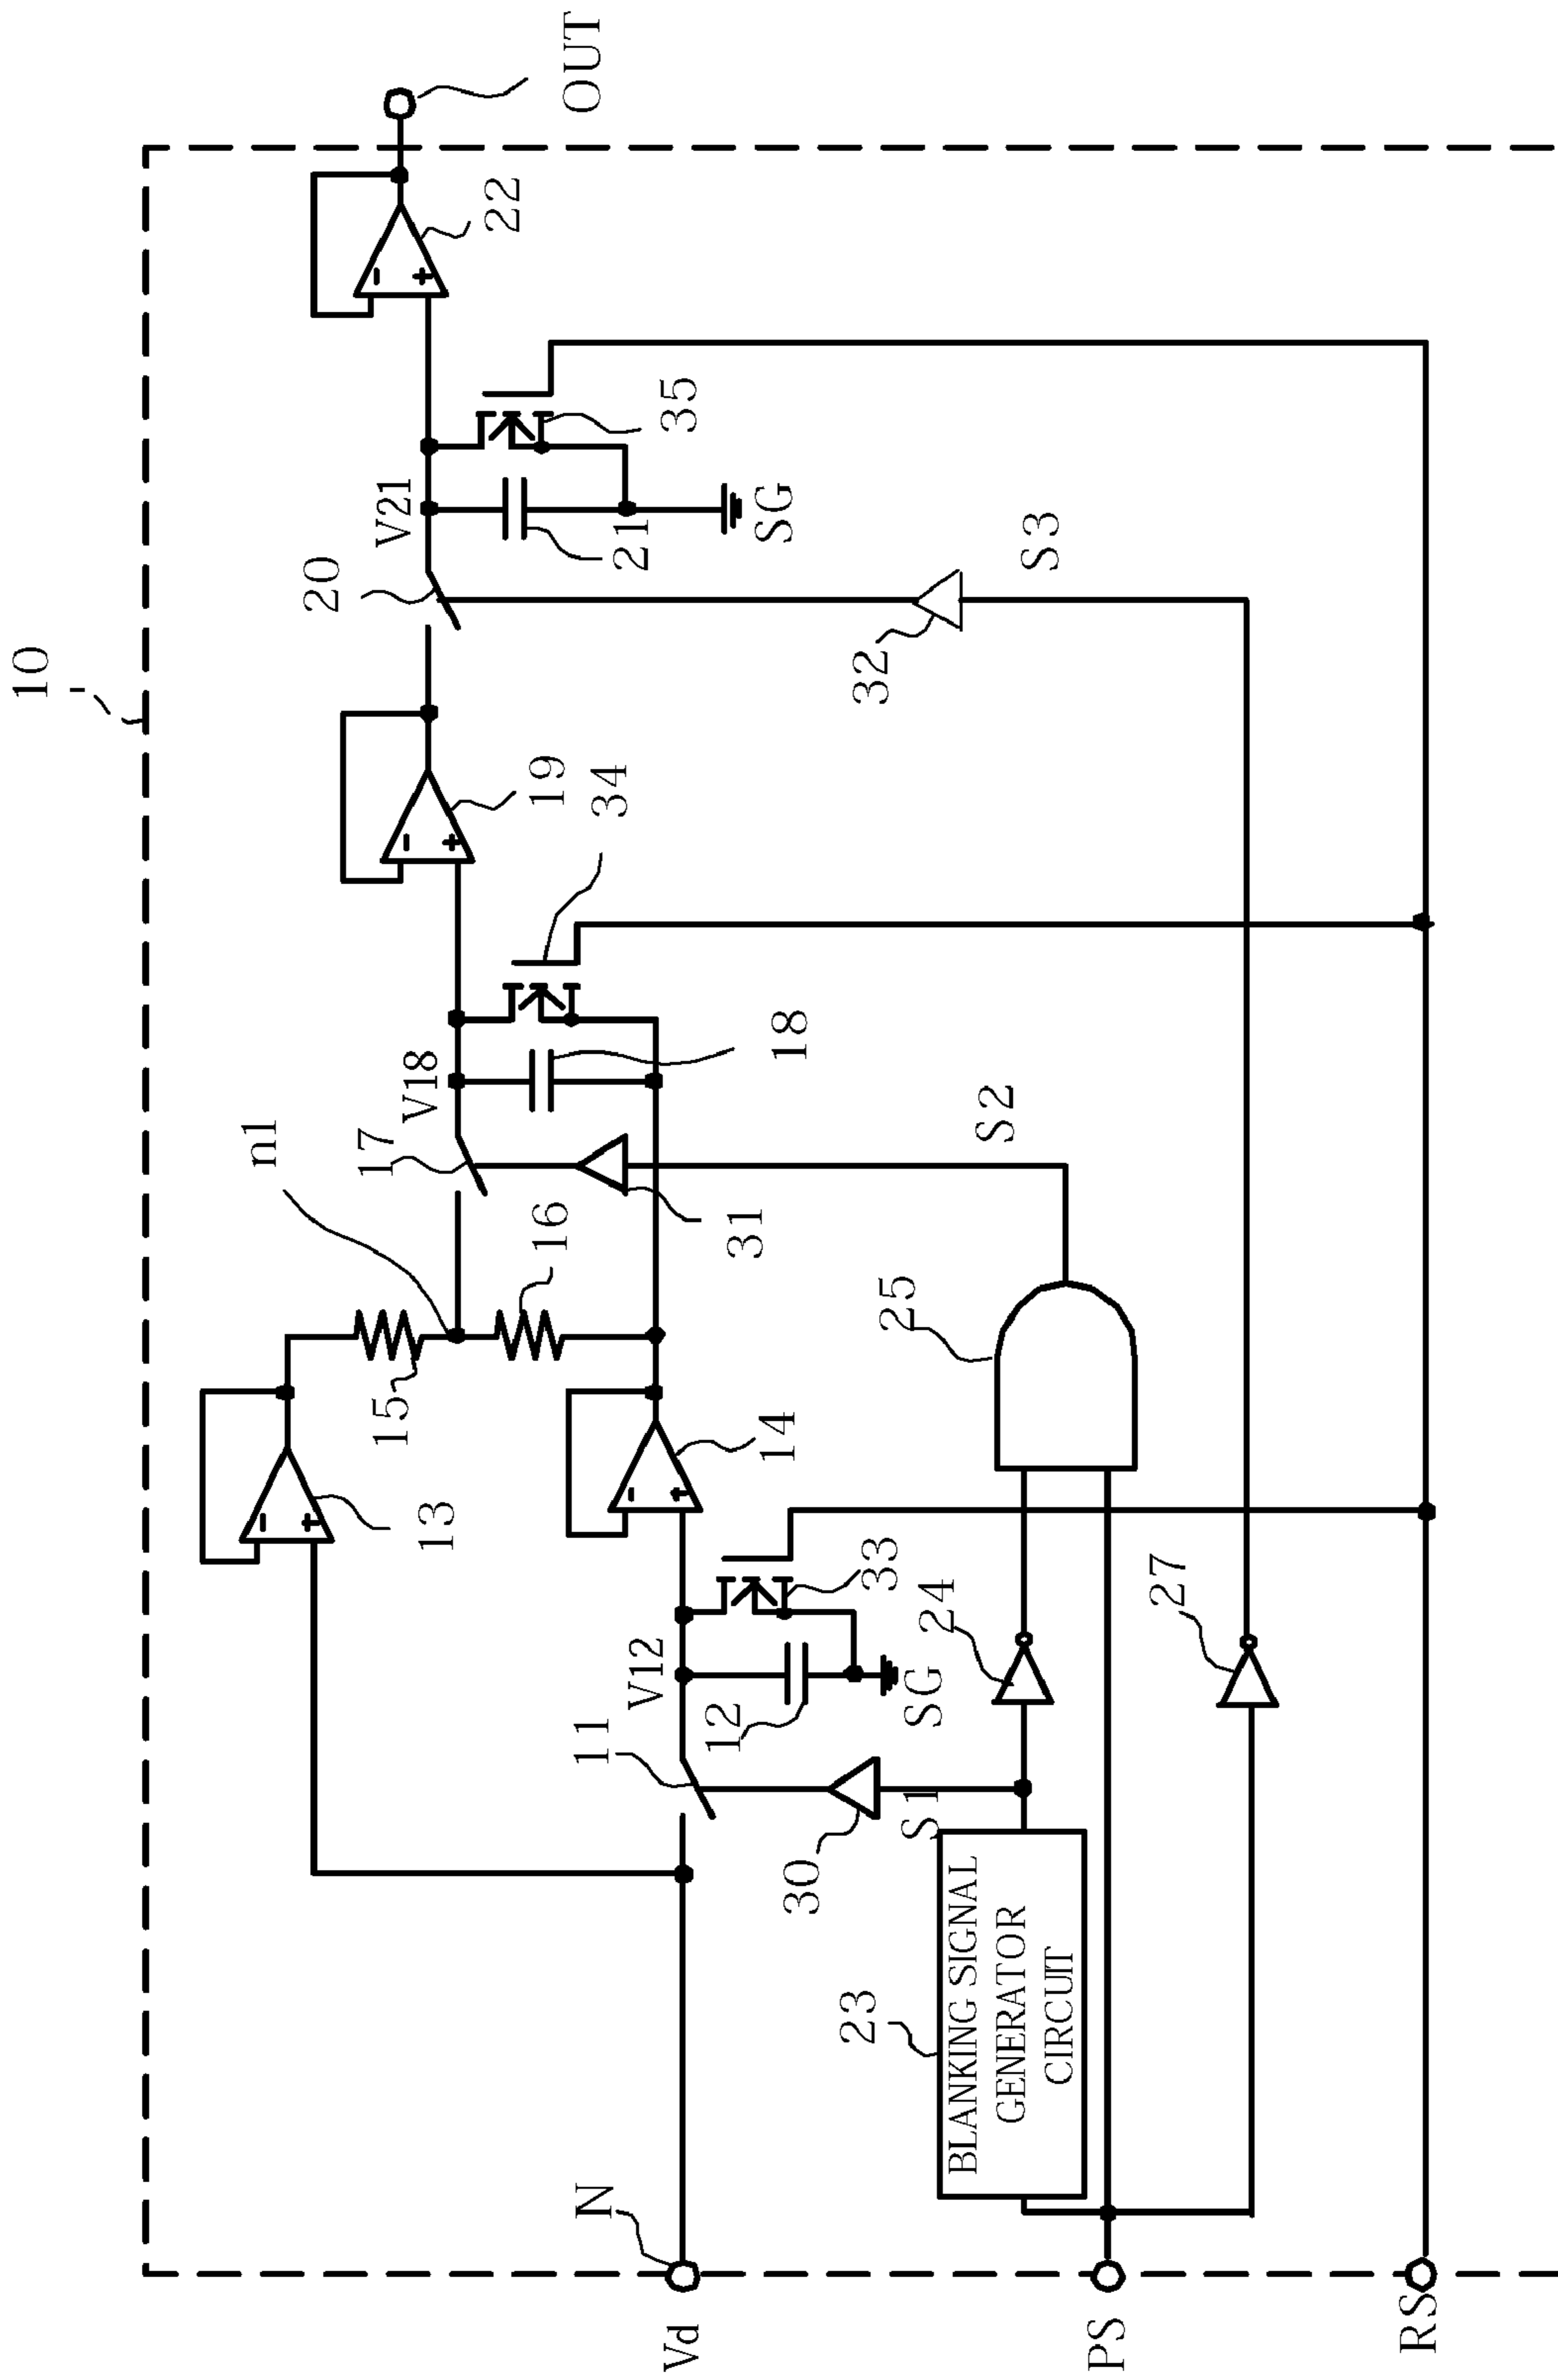 10
OUT
22
20
V21
35
21
SG
19
34
n1
17
V18
18
32
S3
13
15
16
31
S2
14
25
11
V12
12
33
SG
24
27
30
S1
23
BLANKING SIGNAL
GENERATOR
CIRCUIT
N
Vd
PS
RS
-
+
-
+
-
+
-
+